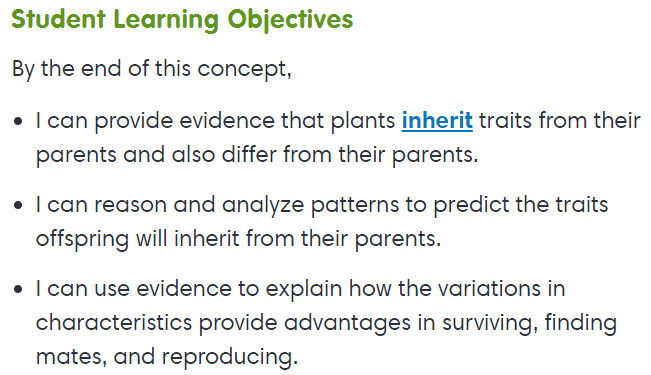 Student Learning Objectives
By the end of this concept,
• I can provide evidence that plants inherit traits from their
parents and also differ from their parents.
• I can reason and analyze patterns to predict the traits
offspring will inherit from their parents.
• I can use evidence to explain how the variations in
characteristics provide advantages in surviving, finding
mates, and reproducing.